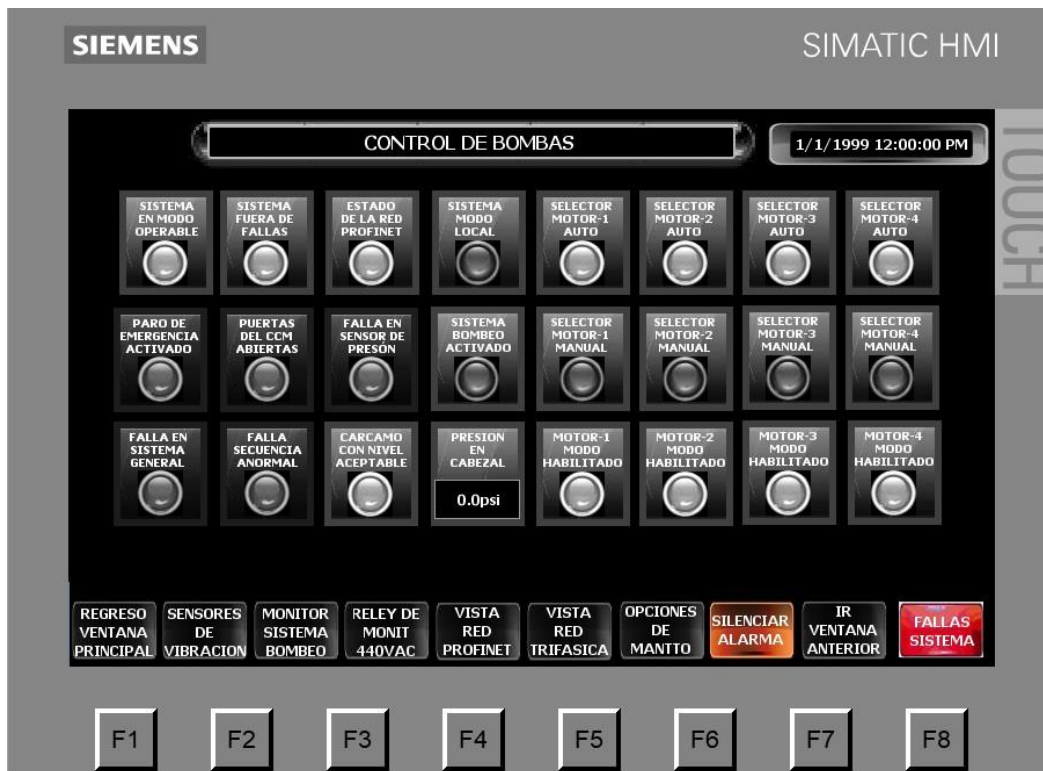 SIEMENS
SIMATIC HMI
TOUCH
CONTROL DE BOMBAS
1/1/1999 12:00:00 PM
SISTEMA
EN MODO
OPERABLE
SISTEMA
FUERA DE
FALLAS
ESTADO
DE LA RED
PROFINET
SISTEMA
MODO
LOCAL
SELECTOR
MOTOR-1
AUTO
SELECTOR
MOTOR-2
AUTO
SELECTOR
MOTOR-3
AUTO
SELECTOR
MOTOR-4
AUTO
PARO DE
EMERGENCIA
ACTIVADO
PUERTAS
DEL CCM
ABIERTAS
FALLA EN
SENSOR DE
PRESÓN
SISTEMA
BOMBEO
ACTIVADO
SELECTOR
MOTOR-1
MANUAL
SELECTOR
MOTOR-2
MANUAL
SELECTOR
MOTOR-3
MANUAL
SELECTOR
MOTOR-4
MANUAL
FALLA EN
SISTEMA
GENERAL
FALLA
SECUENCIA
ANORMAL
CARCAMO
CON NIVEL
ACEPTABLE
PRESION
EN
CABEZAL
0.0psi
MOTOR-1
MODO
HABILITADO
MOTOR-2
MODO
HABILITADO
MOTOR-3
MODO
HABILITADO
MOTOR-4
MODO
HABILITADO
REGRESO
VENTANA
PRINCIPAL
SENSORES
DE
VIBRACION
MONITOR
SISTEMA
BOMBEO
RELEY DE
MONIT
440VAC
VISTA
RED
PROFINET
VISTA
RED
TRIFASICA
OPCIONES
DE
MANTTO
SILENCIAR
ALARMA
IR
VENTANA
ANTERIOR
FALLAS
SISTEMA
F1
F2
F3
F4
F5
F6
F7
F8